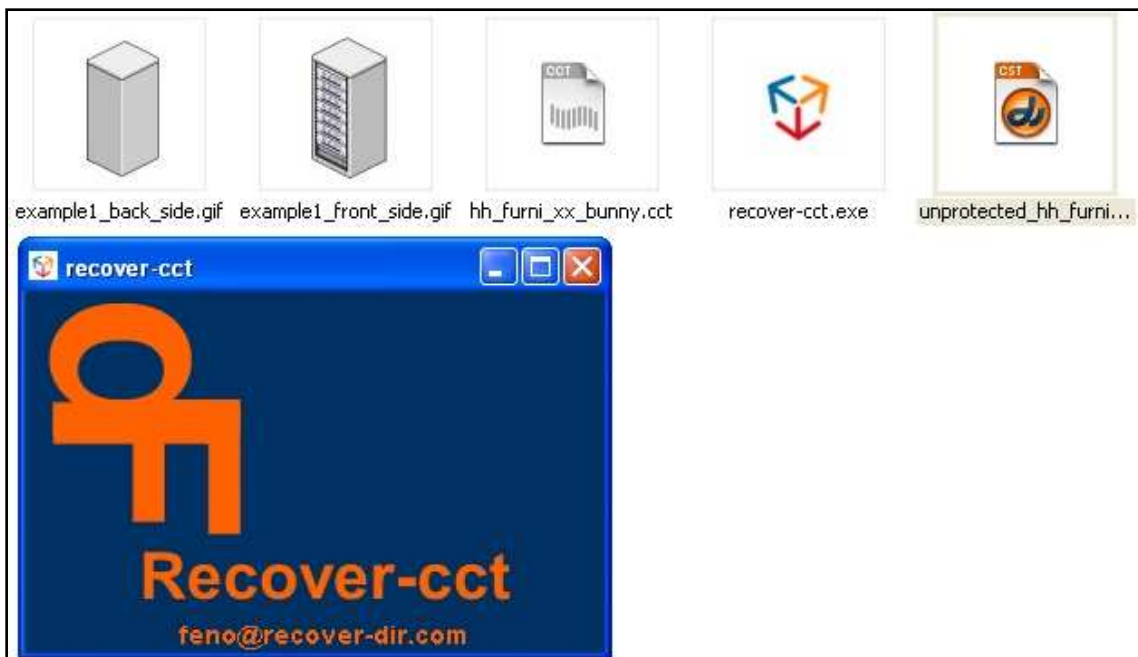 CCT
CST
example1_back_side.gif
example1_front_side.gif
hh_furni_xx_bunny.cct
recover-cct.exe
unprotected_hh_furni...
recover-cct
OF
Recover-cct
feno@recover-dir.com